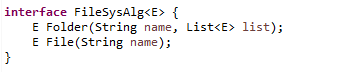 interface FileSysAlg<E> {
    E Folder(String name, List<E> list);
    E File(String name);
}